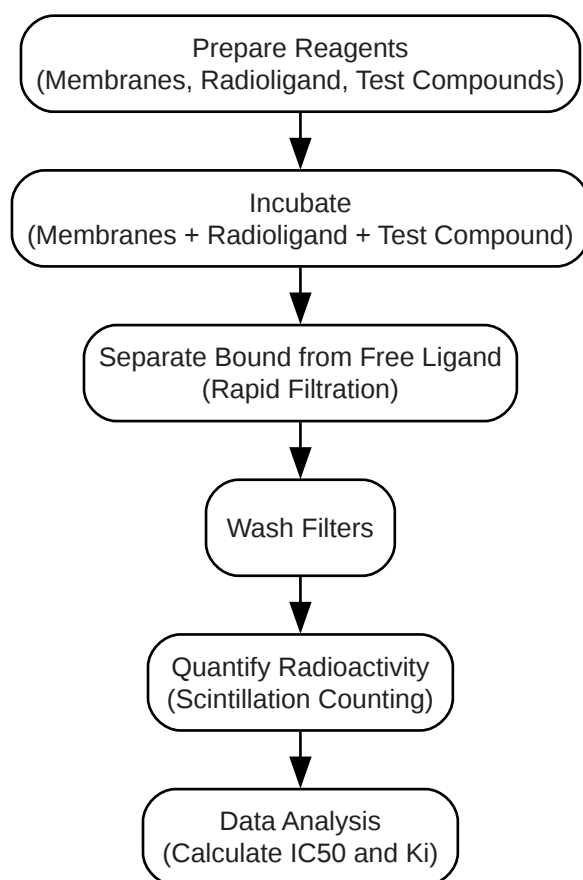 Prepare Reagents
(Membranes, Radioligand, Test Compounds)
Incubate
(Membranes + Radioligand + Test Compound)
Separate Bound from Free Ligand
(Rapid Filtration)
Wash Filters
Quantify Radioactivity
(Scintillation Counting)
Data Analysis
(Calculate IC50 and Ki)